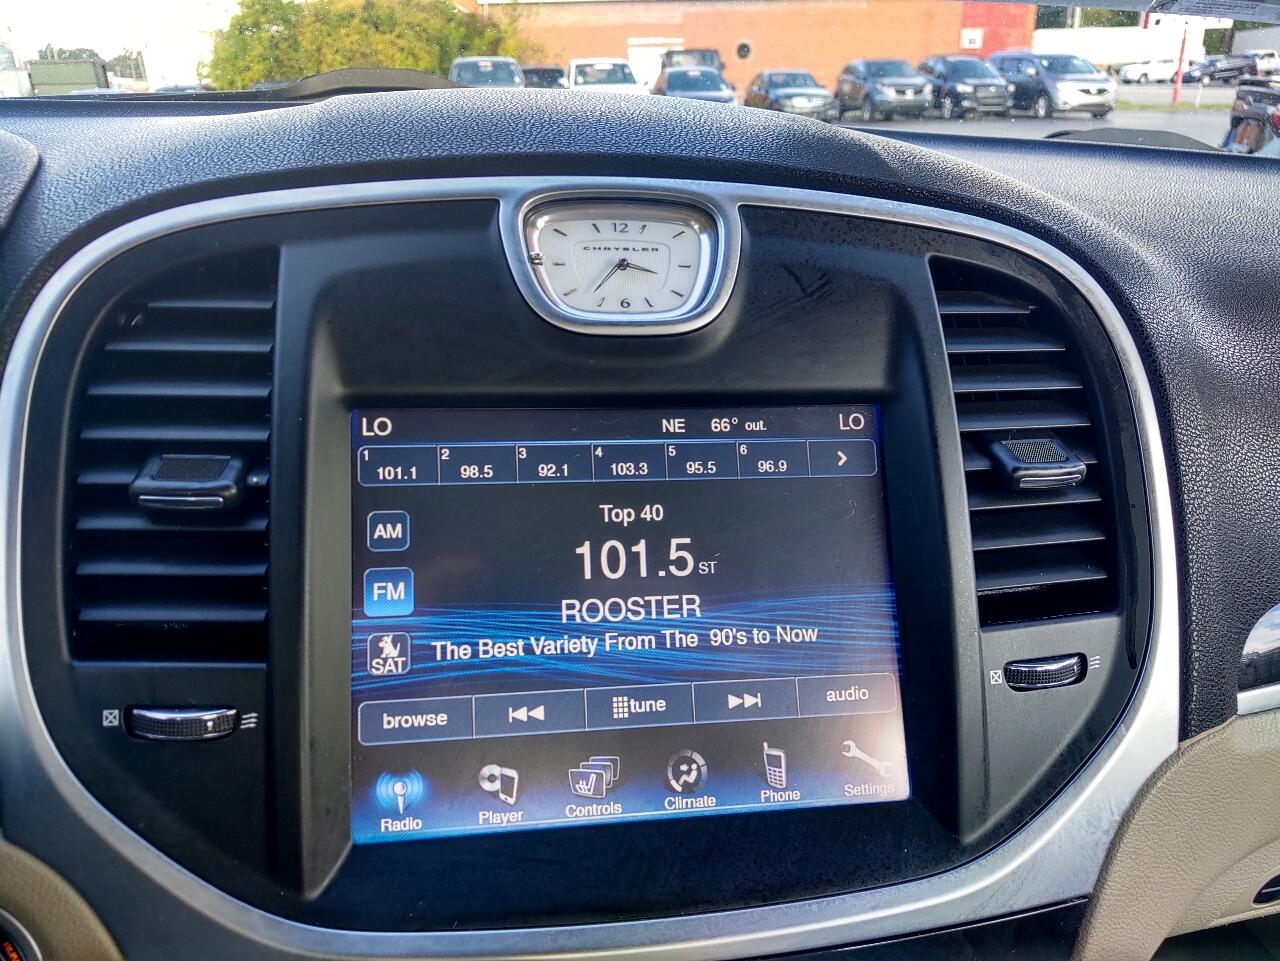 12
CHRYSLER
6
LO NE 66° out. LO
1 101.1 2 98.5 3 92.1 4 103.3 5 95.5 6 96.9 >
Top 40
AM
101.5 ST
FM
ROOSTER
SAT
The Best Variety From The 90's to Now
browse tune audio
Radio Player Controls Climate Phone Settings